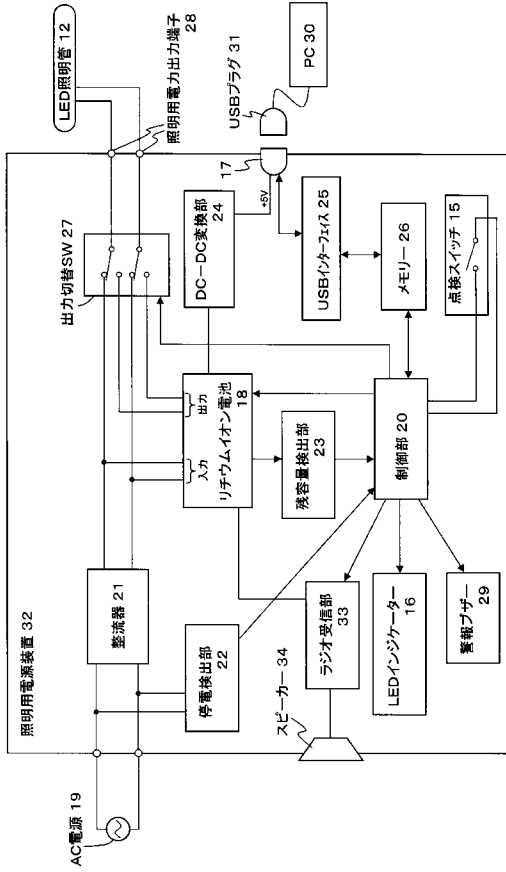 照明用電源装置 32
AC電源 19
整流器 21
停電検出部
22
出力切替SW 27
LED照明管 12
照明用電力出力端子
28
入力
出力
リチウムイオン電池
18
DC－DC変換部
24
+5V
17
USBプラグ 31
PC 30
残容量検出部
23
USBインターフェイス 25
メモリー 26
点検スイッチ 15
制御部 20
スピーカー 34
ラジオ受信部
33
LEDインジケーター
16
警報ブザー
29